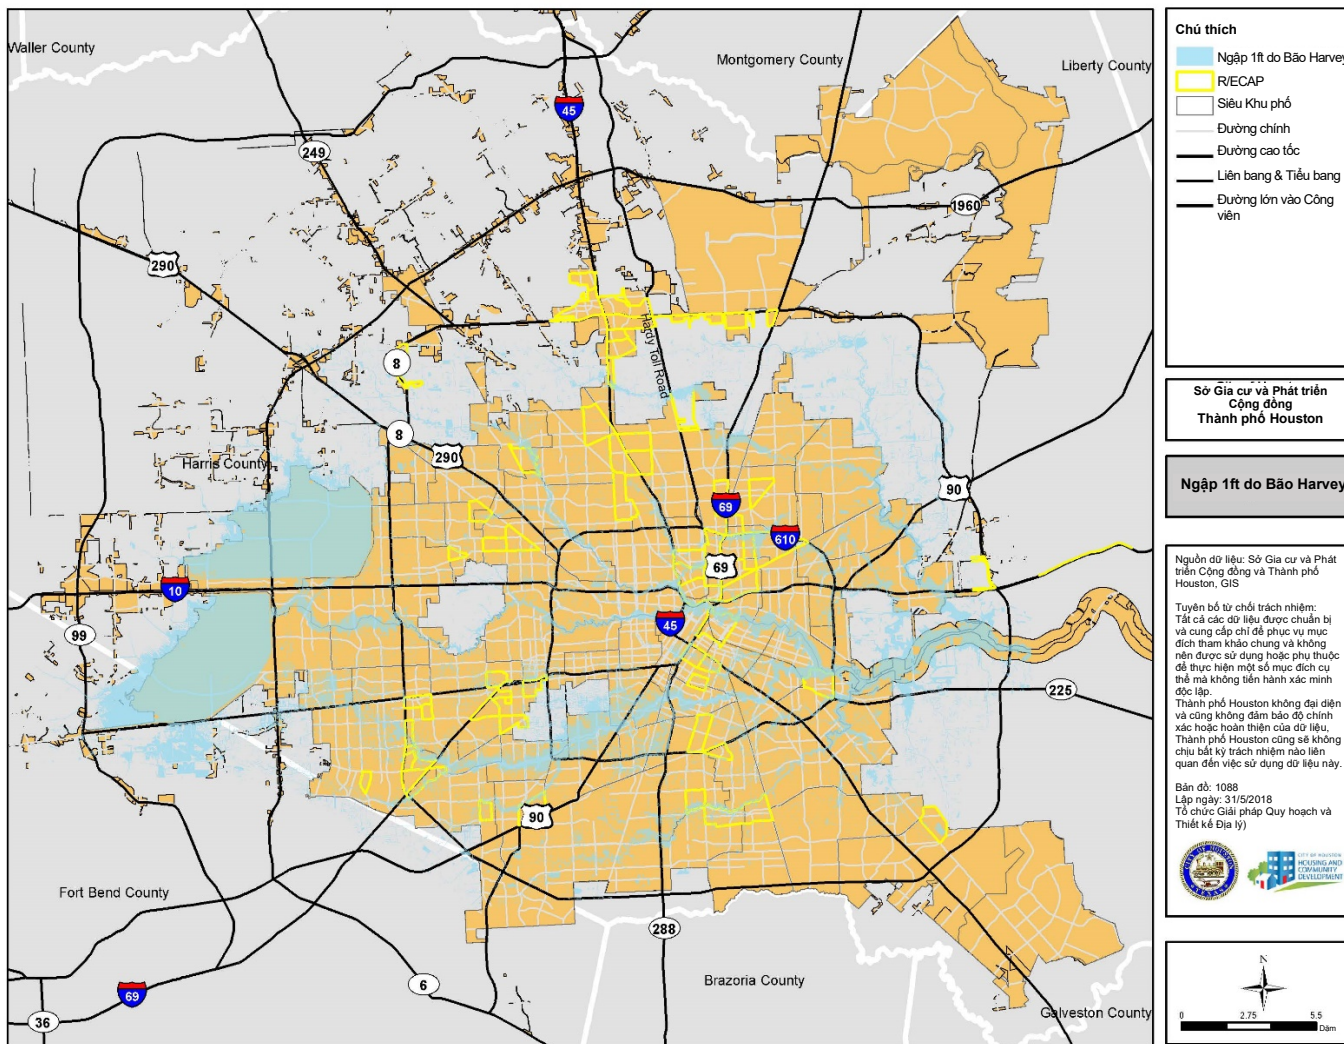 Waller County
Montgomery County
Liberty County
45
249
1960
290
Hardy Toll Road
8
8
290
Harris County
90
69
610
69
10
45
99
225
90
Fort Bend County
288
Brazoria County
6
69
36
Galveston County
Chú thích
Ngập 1ft do Bão Harvey
R/ECAP
Siêu Khu phố
Đường chính
Đường cao tốc
Liên bang & Tiểu bang
Đường lớn vào Công
viên
Sở Gia cư và Phát triển
Cộng đồng
Thành phố Houston
Ngập 1ft do Bão Harvey
Nguồn dữ liệu: Sở Gia cư và Phát
triển Cộng đồng và Thành phố
Houston, GIS
Tuyên bố từ chối trách nhiệm:
Tất cả các dữ liệu được chuẩn bị
và cung cấp chỉ để phục vụ mục
đích tham khảo chung và không
nên được sử dụng hoặc phụ thuộc
để thực hiện một số mục đích cụ
thể mà không tiến hành xác minh
độc lập.
Thành phố Houston không đại diện
và cũng không đảm bảo độ chính
xác hoặc hoàn thiện của dữ liệu,
Thành phố Houston cũng sẽ không
chịu bất kỳ trách nhiệm nào liên
quan đến việc sử dụng dữ liệu này.
Bản đồ: 1088
Lập ngày: 31/5/2018
Tổ chức Giải pháp Quy hoạch và
Thiết kế Địa lý)
CITY OF HOUSTON
HOUSING AND
COMMUNITY
DEVELOPMENT
N
0 2.75 5.5
Dặm